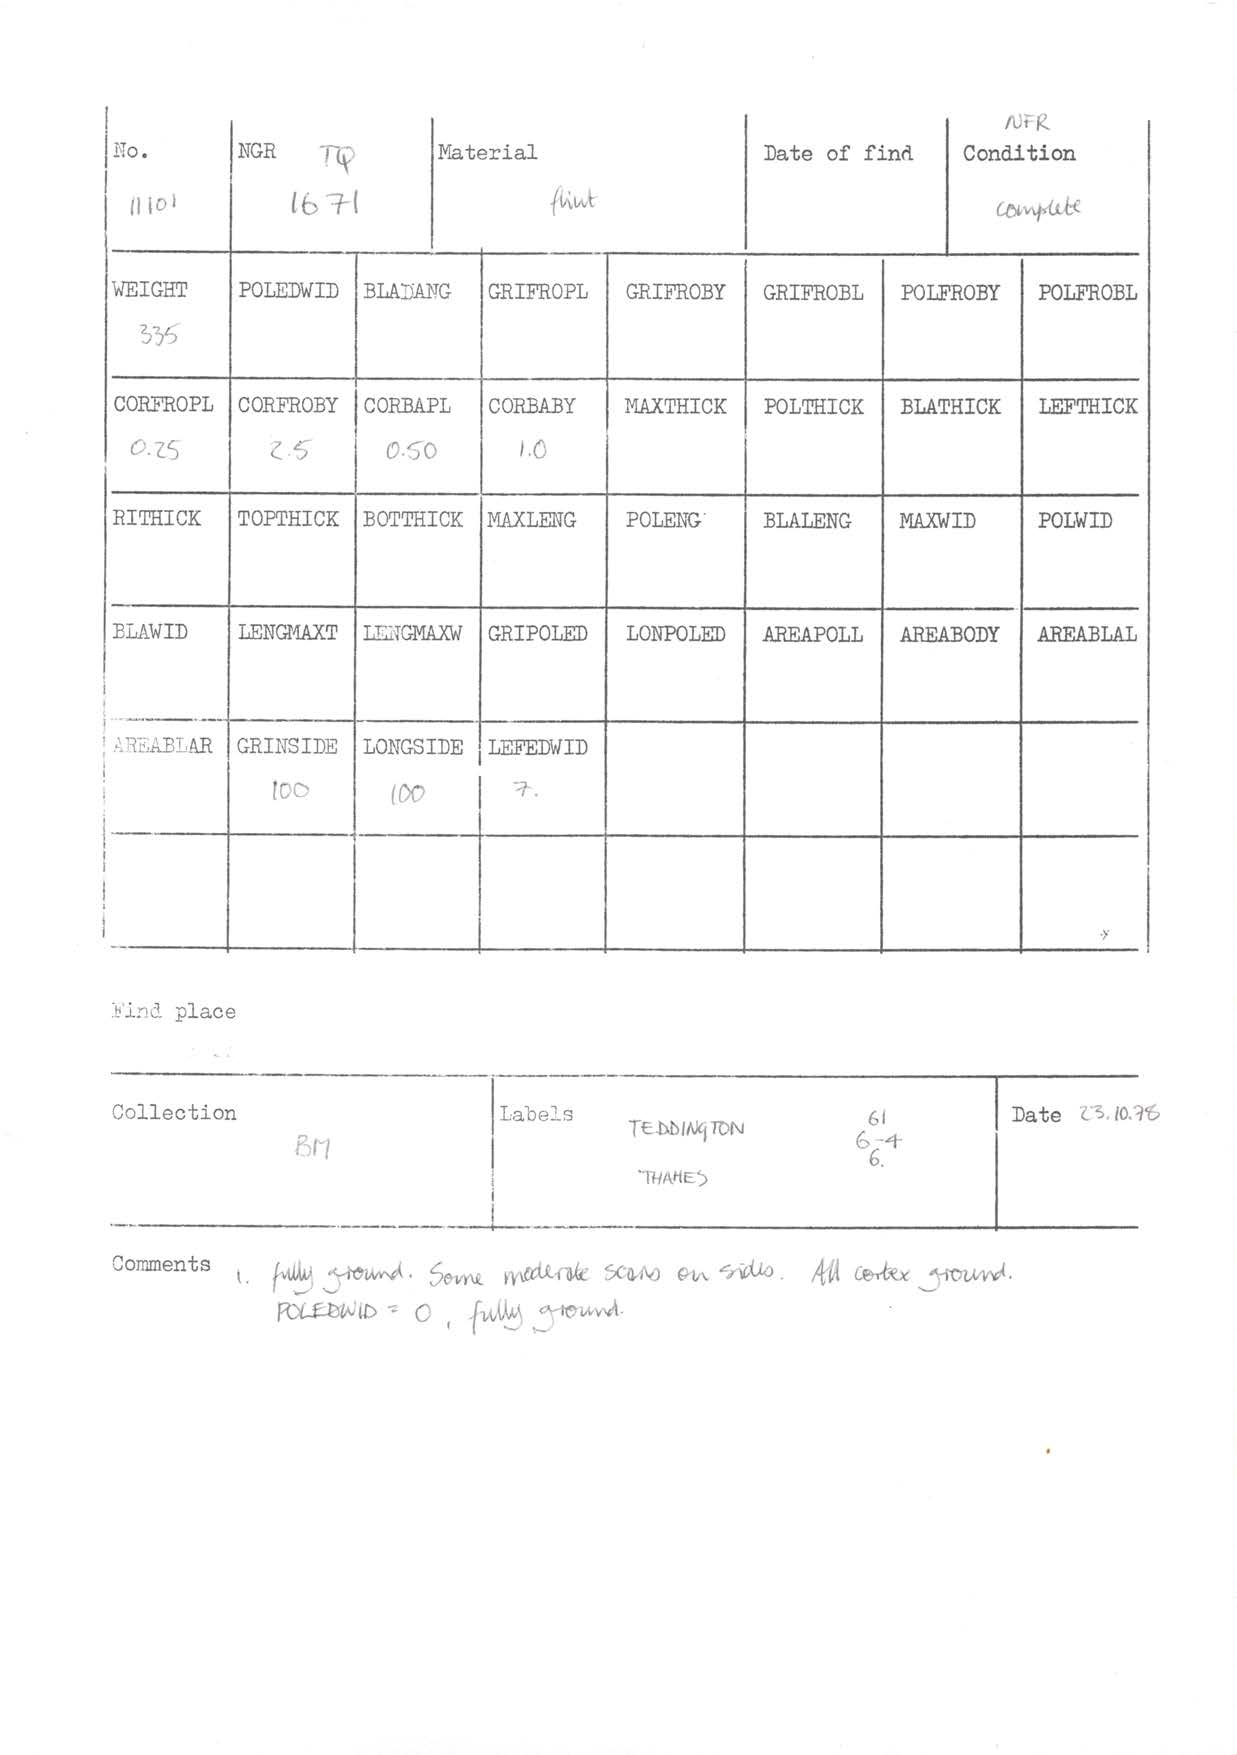 NFR
No. NGR TQ Material Date of find Condition
11101 1671 flint complete
WEIGHT POLEDWID BLADANG GRIFROPL GRIFROBY GRIFROBL POLFROBY POLFROBL
335
CORFROPL CORFROBY CORBAPL CORBABY MAXTHICK POLTHICK BLATHICK LEFTHICK
0.25 2.5 0.50 1.0
RITHICK TOPTHICK BOTTHICK MAXLENG POLENG BLALENG MAXWID POLWID
BLAWID LENGMAXT LENGMAXW GRIPOLED LONPOLED AREAPOLL AREABODY AREABLAL
AREABLAR GRINSIDE LONGSIDE LEFEDWID
100 100 7.
Find place
Collection Labels TEDDINGTON 61 Date 23.10.78
BM 6-4
THAMES 6.
Comments 1. fully ground. Some moderate scars on sides. All cortex ground.
POLEDWID = 0, fully ground.